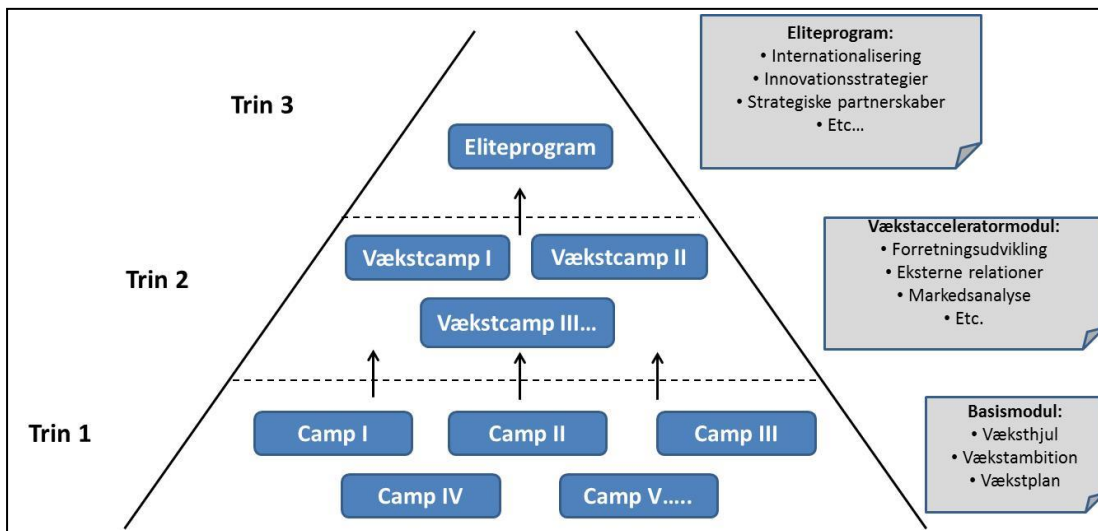 Eliteprogram:
• Internationalisering
• Innovationsstrategier
• Strategiske partnerskaber
• Etc...
Trin 3
Eliteprogram
Vækstcamp I
Vækstcamp II
Trin 2
Vækstcamp III...
Vækstacceleratormodul:
• Forretningsudvikling
• Eksterne relationer
• Markedsanalyse
• Etc.
Trin 1
Camp I
Camp II
Camp III
Camp IV
Camp V.....
Basismodul:
• Væksthjul
• Vækstambition
• Vækstplan